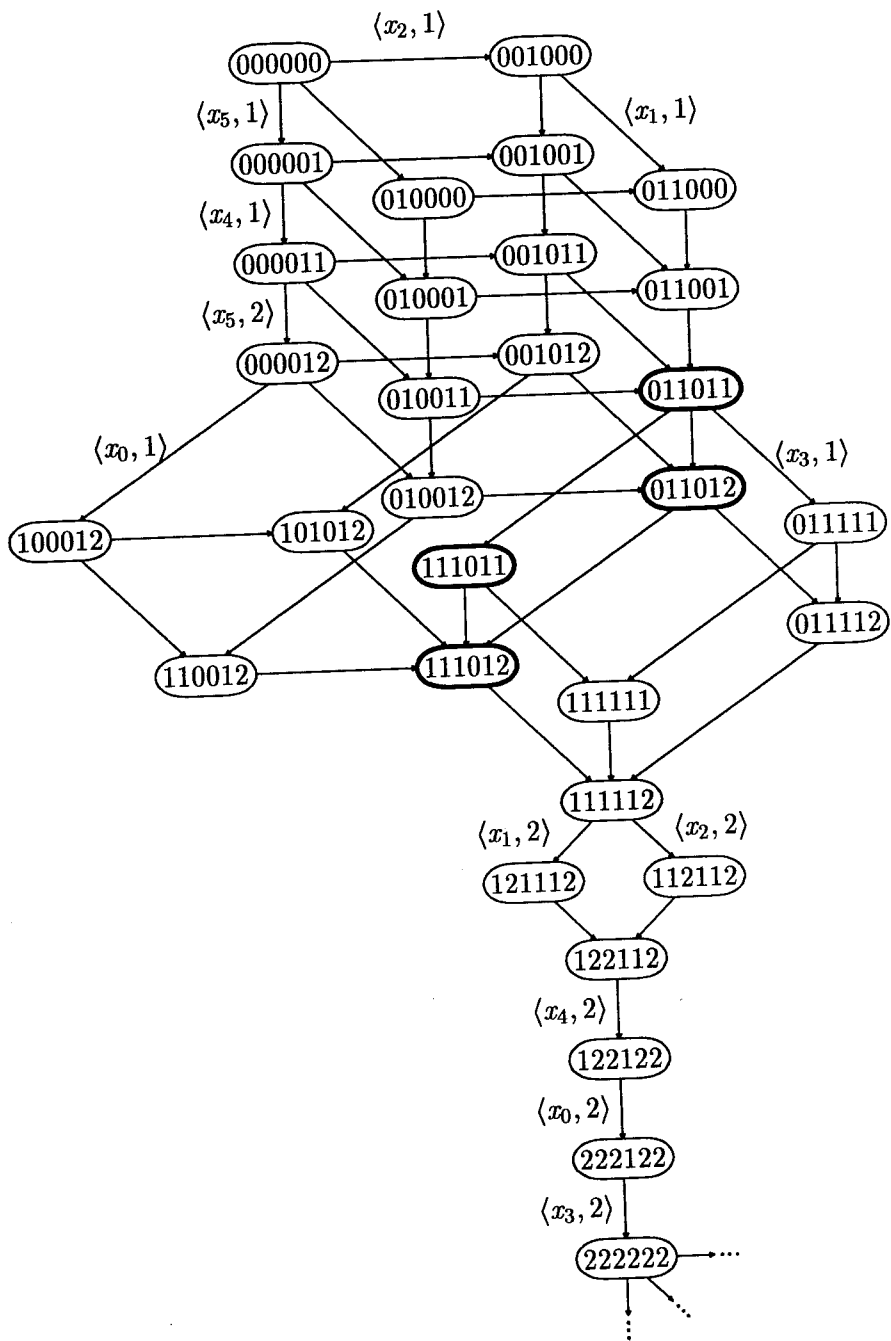 ⟨x₂, 1⟩
000000 001000
⟨x₅, 1⟩ ⟨x₁, 1⟩
000001 001001
010000 011000
⟨x₄, 1⟩
000011 001011
010001 011001
⟨x₅, 2⟩
000012 001012
010011 011011
⟨x₀, 1⟩ ⟨x₃, 1⟩
010012 011012
100012 101012 011111
111011
011112
110012 111012
111111
111112
⟨x₁, 2⟩ ⟨x₂, 2⟩
121112 112112
122112
⟨x₄, 2⟩
122122
⟨x₀, 2⟩
222122
⟨x₃, 2⟩
222222 ...
...
...